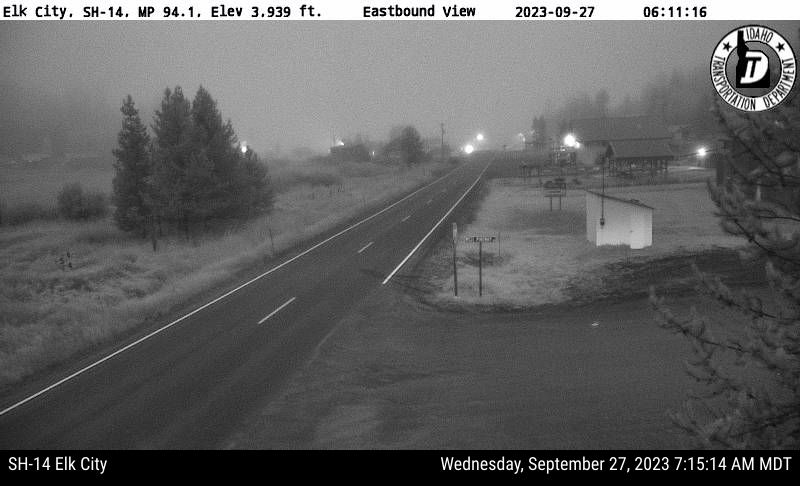 Elk City, SH-14, MP 94.1, Elev 3,939 ft. Eastbound View 2023-09-27 06:11:16
IDAHO
TRANSPORTATION DEPARTMENT
SH-14 Elk City Wednesday, September 27, 2023 7:15:14 AM MDT